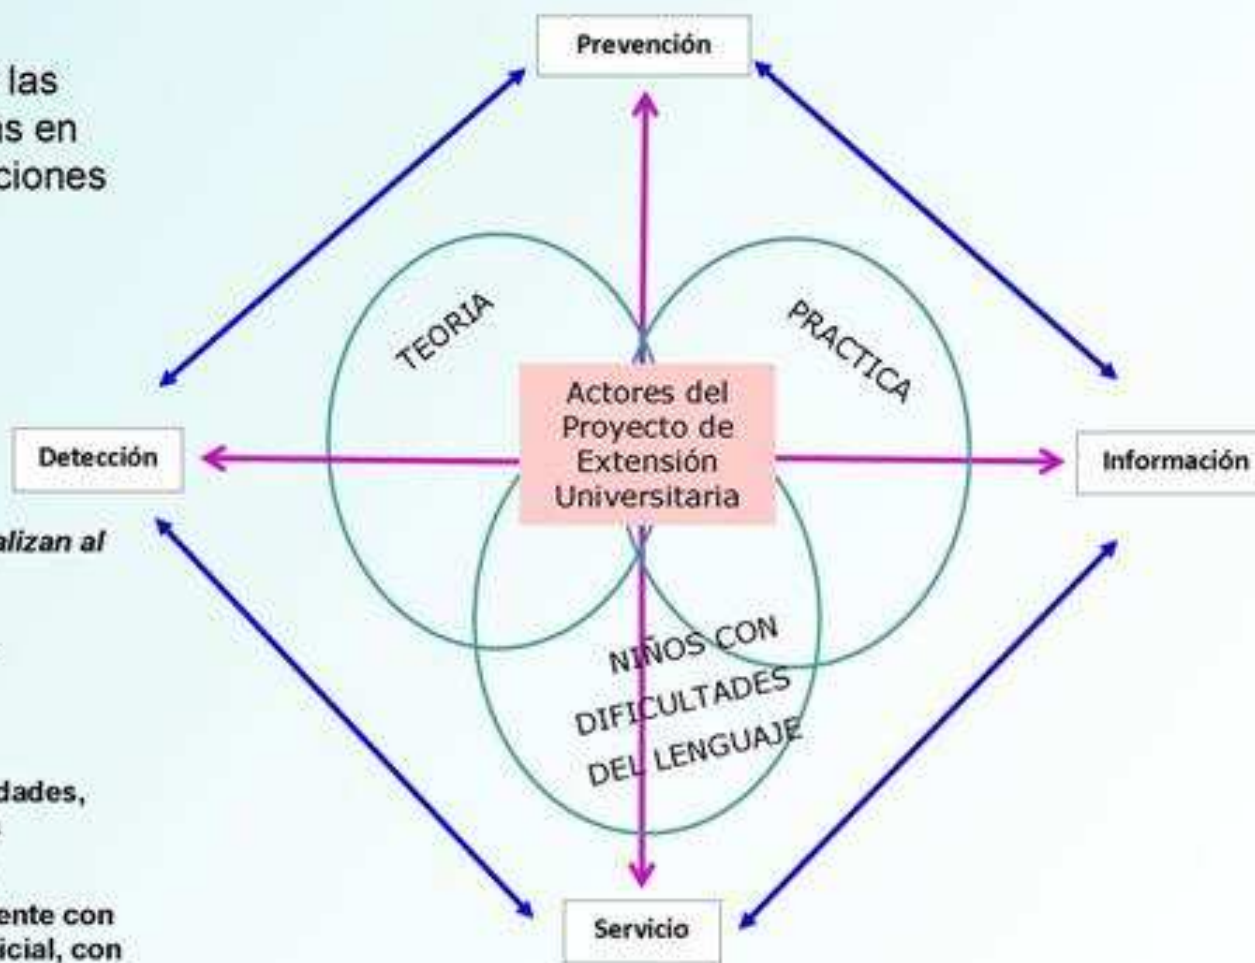 las
en
ciones
alizan al
dades,
ente con
icial, con
Prevención
TEORIA
PRACTICA
Actores del
Proyecto de
Extensión
Universitaria
Detección
Información
NIÑOS CON
DIFICULTADES
DEL LENGUAJE
Servicio